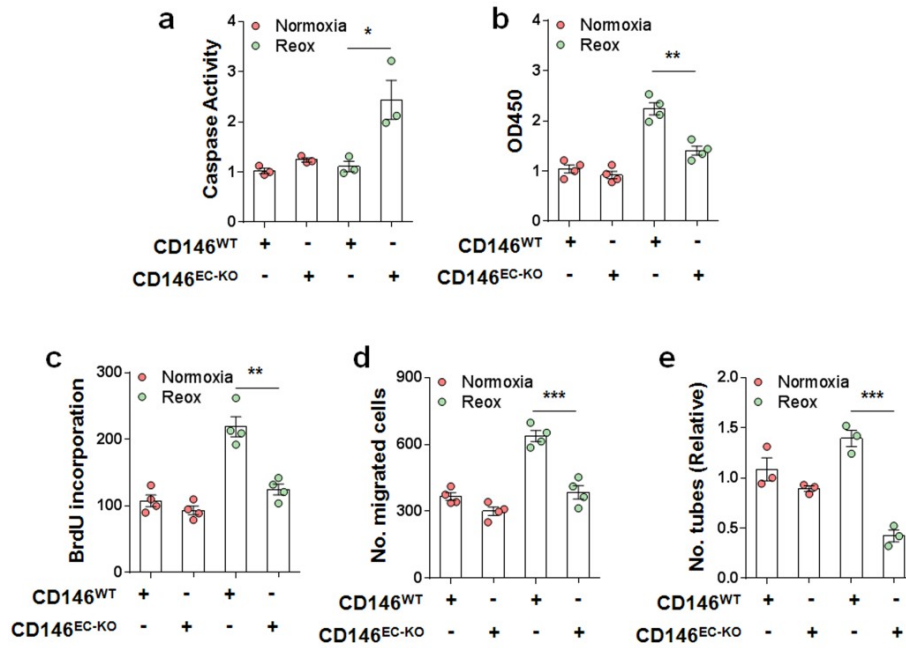 a
Normoxia
Reox
*
Caspase Activity
4
3
2
1
0
CD146WT + - + -
CD146EC-KO - + - +
b
Normoxia
Reox
**
OD450
4
3
2
1
0
+ - + -
- + - +
c
Normoxia
Reox
**
BrdU incorporation
300
200
100
0
CD146WT + - + -
CD146EC-KO - + - +
d
Normoxia
Reox
***
No. migrated cells
900
600
300
0
CD146WT + - + -
CD146EC-KO - + - +
e
Normoxia
Reox
***
No. tubes (Relative)
2.0
1.5
1.0
0.5
0.0
CD146WT + - + -
CD146EC-KO - + - +